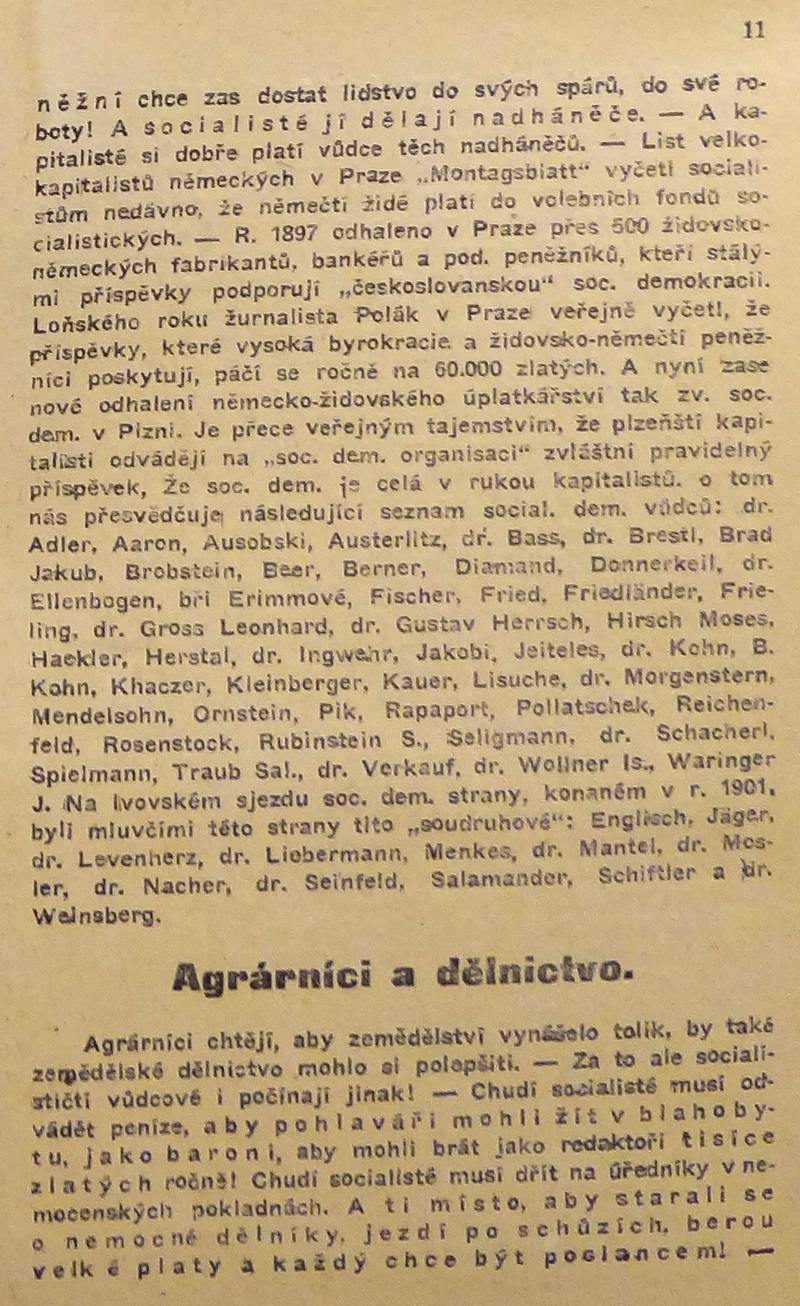 11
něžní chce zas dostat lidstvo do svých spárů, do své ro-
boty! A socialisté jí dělají nadháněče. — A ka-
pitalisté si dobře platí vůdce těch nadháněčů. — List velko-
kapitalistů německých v Praze „Montagsblatt“ vyčetl sociali-
stům nedávno, že němečtí židé platí do volebních fondů so-
cialistických. — R. 1897 odhaleno v Praze přes 500 židovsko-
německých fabrikantů, bankéřů a pod. peněžníků, kteří stálý-
mi příspěvky podporují „českoslovanskou“ soc. demokracii.
Loňského roku žurnalista Polák v Praze veřejně vyčetl, že
příspěvky, které vysoká byrokracie a židovsko-němečtí peněž-
níci poskytují, páčí se ročně na 60.000 zlatých. A nyní zase
nové odhalení německo-židovského úplatkářství tak zv. soc.
dem. v Plzni. Je přece veřejným tajemstvím, že plzeňští kapi-
talisti odvádějí na „soc. dem. organisaci“ zvláštní pravidelný
příspěvek, Že soc. dem. je celá v rukou kapitalistů. o tom
nás přesvědčuje následující seznam social. dem. vůdců: dr.
Adler, Aaron, Ausobski, Austerlitz, dr. Bass, dr. Brestl, Brad
Jakub, Brobstein, Beer, Berner, Diamand, Donnerkeil, dr.
Ellenbogen, bří Erimmové, Fischer, Fried, Friedländer, Frie-
ling, dr. Gross Leonhard, dr. Gustav Herrsch, Hirsch Moses,
Haekler, Herstal, dr. Ingwehr, Jakobi, Jeiteles, dr. Kohn, B.
Kohn, Khaczer, Kleinberger, Kauer, Lisuche, dr. Morgenstern,
Mendelsohn, Ornstein, Pik, Rapaport, Pollatschek, Reichen-
feld, Rosenstock, Rubinstein S., Seligmann, dr. Schacherl,
Spielmann, Traub Sal., dr. Verkauf, dr. Wollner Is., Waringer
J. Na lvovském sjezdu soc. dem. strany, konaném v r. 1901,
byli mluvčími této strany tito „soudruhové“: Englisch, Jäger,
dr. Levenherz, dr. Liebermann, Menkes, dr. Mantel, dr. Mos-
ler, dr. Nacher, dr. Seinfeld, Salamander, Schiftler a dr.
Weinsberg.
Agrárníci a dělnictvo.
Agrárníci chtějí, aby zemědělství vynášelo tolik, by také
zemědělské dělnictvo mohlo si polepšiti. — Za to ale sociali-
stičtí vůdcové i počínají jinak! — Chudí socialisté musí od-
vádět peníze, aby pohlaváři mohli žít v blahoby-
tu, jako baroni, aby mohli brát jako redaktoři tisíce
zlatých ročně! Chudí socialisté musí dřít na úředníky v ne-
mocenských pokladnách. A ti místo, aby starali se
o nemocné dělníky, jezdí po schůzích, berou
velké platy a každý chce být poslancem! —